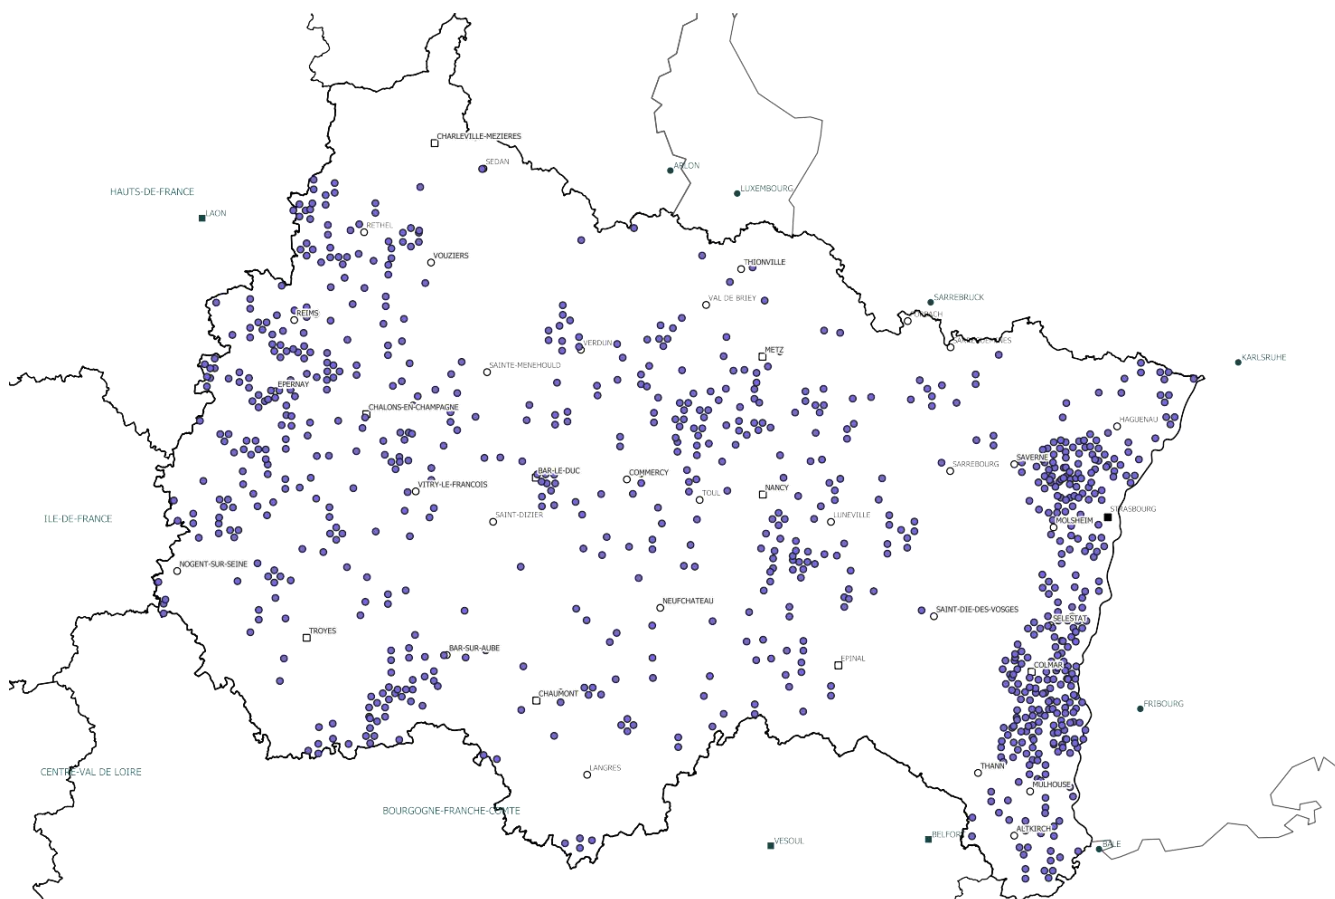 CHARLEVILLE-MEZIERES
SEDAN
ARLON
HAUTS-DE-FRANCE
LUXEMBOURG
LAON
RETHEL
VOUZIERS
THIONVILLE
SARREBRUCK
VAL DE BRIEY
REIMS
VERDUN
METZ
KARLSRUHE
SAINTE-MENEHOULD
EPERNAY
CHALONS-EN-CHAMPAGNE
HAGUENAU
SAVERNE
BAR-LE-DUC
COMMERCY
SARREBOURG
VITRY-LE-FRANCOIS
TOUL
NANCY
STRASBOURG
ILE-DE-FRANCE
SAINT-DIZIER
LUNEVILLE
MOLSHEIM
NOGENT-SUR-SEINE
NEUFCHATEAU
SAINT-DIE-DES-VOSGES
SELESTAT
TROYES
BAR-SUR-AUBE
EPINAL
COLMAR
CHAUMONT
FRIBOURG
CENTRE-VAL DE LOIRE
LANGRES
THANN
MULHOUSE
BOURGOGNE-FRANCHE-COMTE
ALTKIRCH
VESOUL
BELFORT
BALE